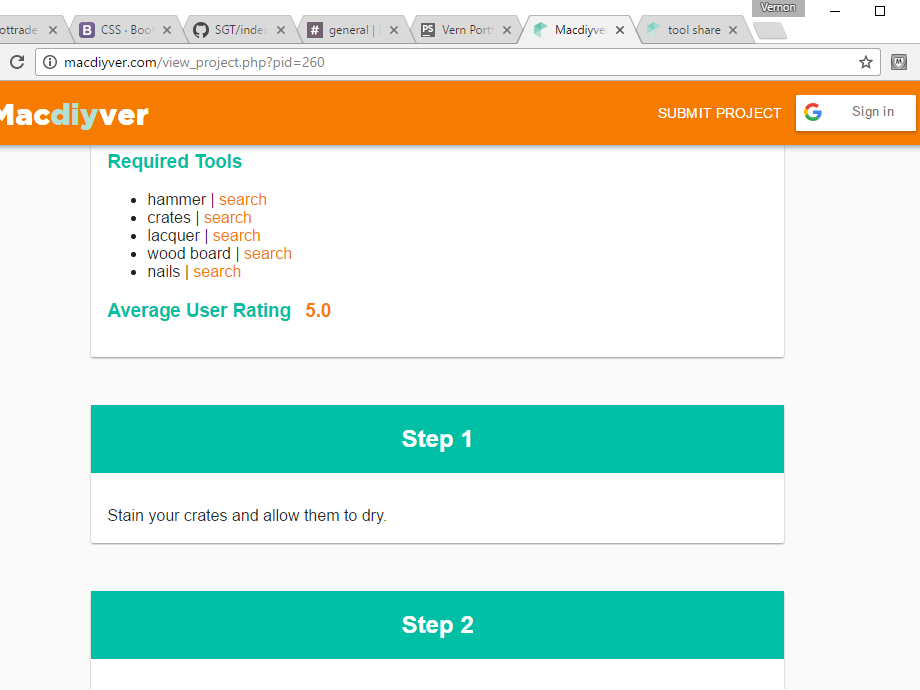 Vernon
ottrade
B CSS · Boo
SGT/inde
# general |
PS Vern Port
Macdiyve
tool share
macdiyver.com/view_project.php?pid=260
Macdiyver
SUBMIT PROJECT
G Sign in
Required Tools
hammer | search
crates | search
lacquer | search
wood board | search
nails | search
Average User Rating 5.0
Step 1
Stain your crates and allow them to dry.
Step 2